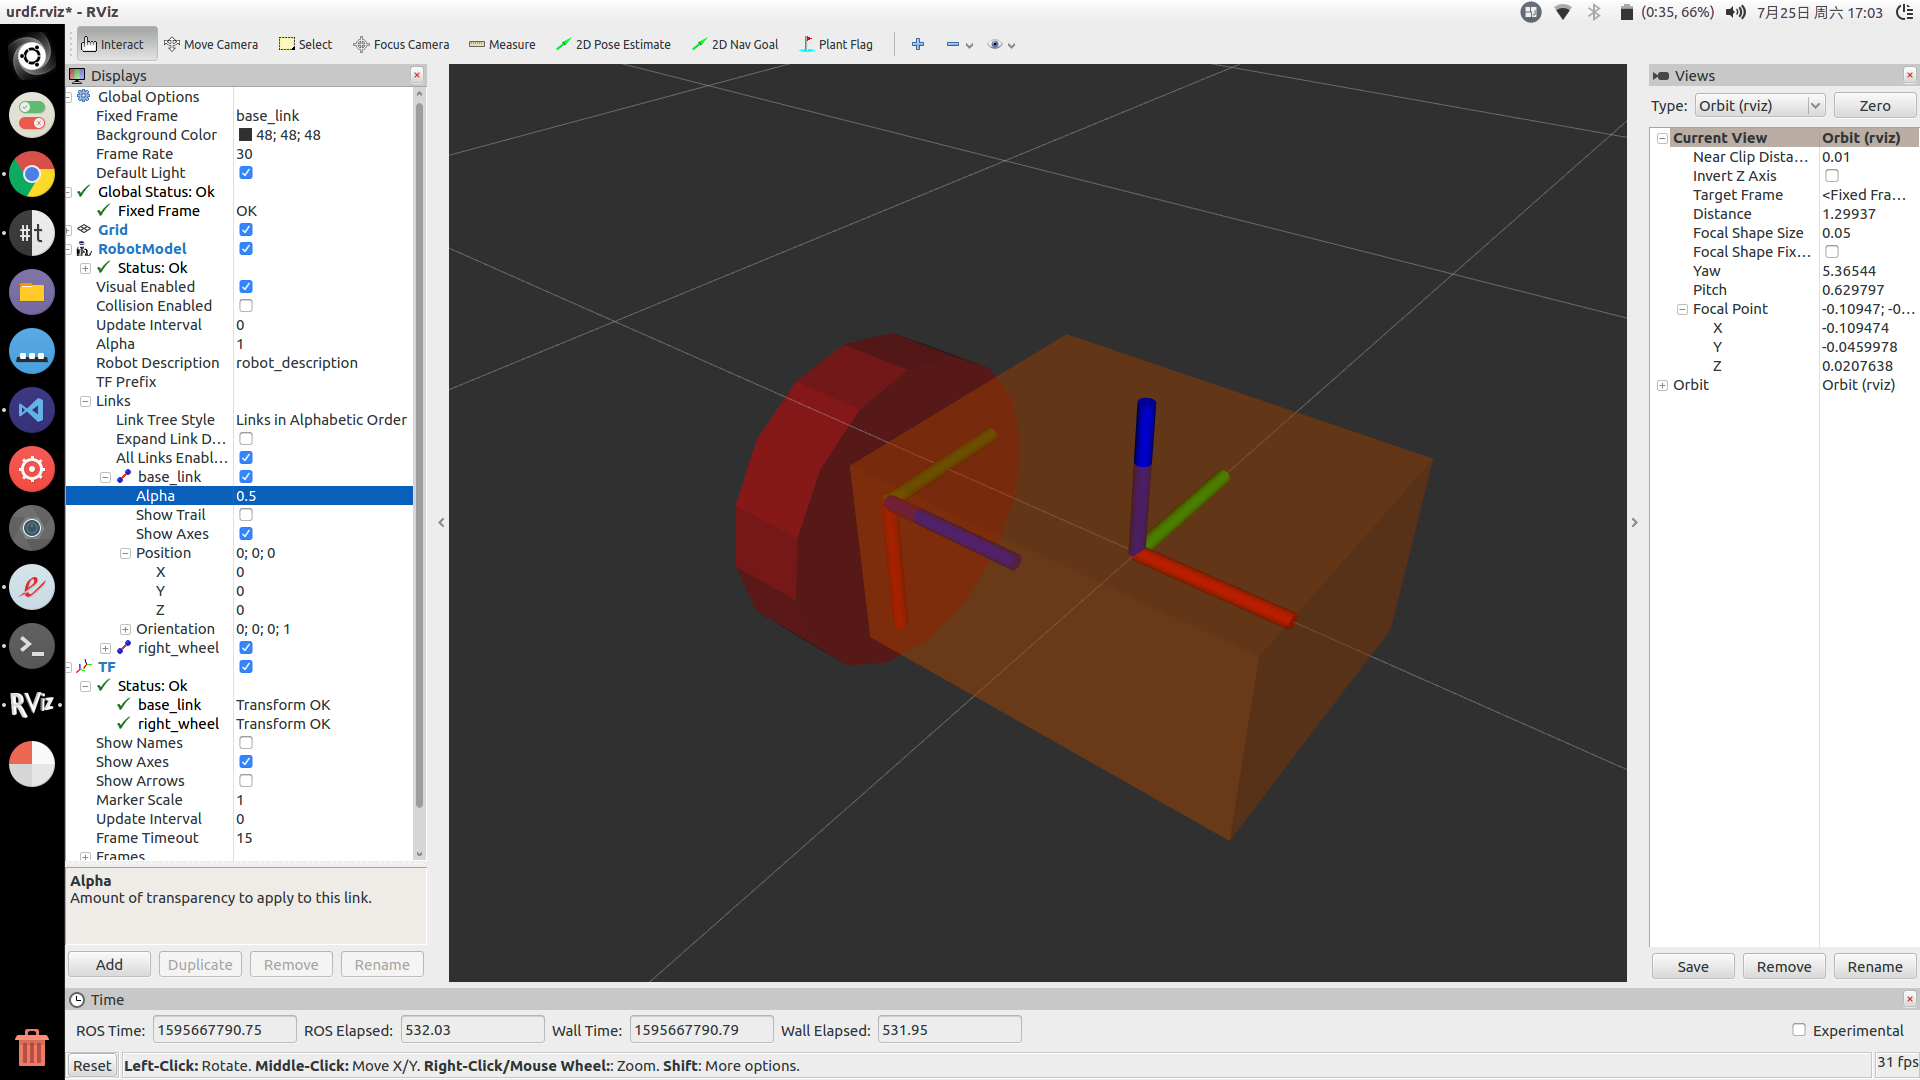 urdf.rviz* - RViz
(0:35, 66%) 7月25日 周六 17:03
Interact Move Camera Select Focus Camera Measure 2D Pose Estimate 2D Nav Goal Plant Flag
Displays
Global Options
Fixed Frame base_link
Background Color 48; 48; 48
Frame Rate 30
Default Light
Global Status: Ok
Fixed Frame OK
Grid
RobotModel
Status: Ok
Visual Enabled
Collision Enabled
Update Interval 0
Alpha 1
Robot Description robot_description
TF Prefix
Links
Link Tree Style Links in Alphabetic Order
Expand Link D...
All Links Enabl...
base_link
Alpha 0.5
Show Trail
Show Axes
Position 0; 0; 0
X 0
Y 0
Z 0
Orientation 0; 0; 0; 1
right_wheel
TF
Status: Ok
base_link Transform OK
right_wheel Transform OK
Show Names
Show Axes
Show Arrows
Marker Scale 1
Update Interval 0
Frame Timeout 15
Frames
Alpha
Amount of transparency to apply to this link.
Add Duplicate Remove Rename
Views
Type: Orbit (rviz) Zero
Current View Orbit (rviz)
Near Clip Dista... 0.01
Invert Z Axis
Target Frame <Fixed Fra...
Distance 1.29937
Focal Shape Size 0.05
Focal Shape Fix...
Yaw 5.36544
Pitch 0.629797
Focal Point -0.10947; -0...
X -0.109474
Y -0.0459978
Z 0.0207638
Orbit Orbit (rviz)
Save Remove Rename
#t
RViz
Time
ROS Time: 1595667790.75 ROS Elapsed: 532.03 Wall Time: 1595667790.79 Wall Elapsed: 531.95 Experimental
Reset Left-Click: Rotate. Middle-Click: Move X/Y. Right-Click/Mouse Wheel:: Zoom. Shift: More options. 31 fps